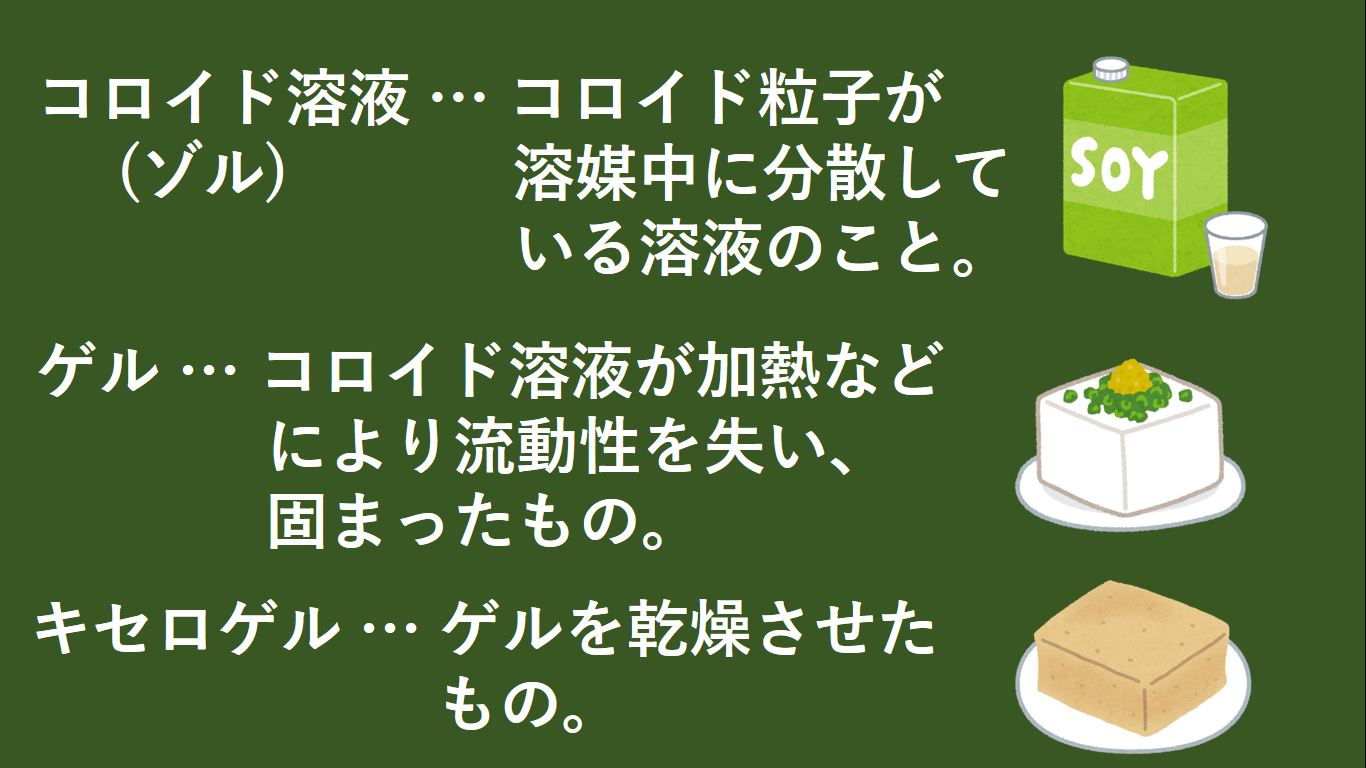 コロイド溶液 … コロイド粒子が
(ゾル) 溶媒中に分散して
いる溶液のこと。
SOY
ゲル … コロイド溶液が加熱など
により流動性を失い、
固まったもの。
キセロゲル … ゲルを乾燥させた
もの。